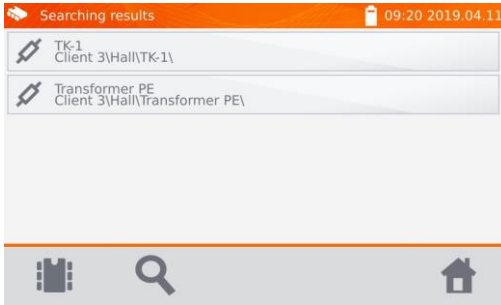 Searching results
09:20 2019.04.11
TK-1
Client 3\Hall\TK-1\
Transformer PE
Client 3\Hall\Transformer PE\